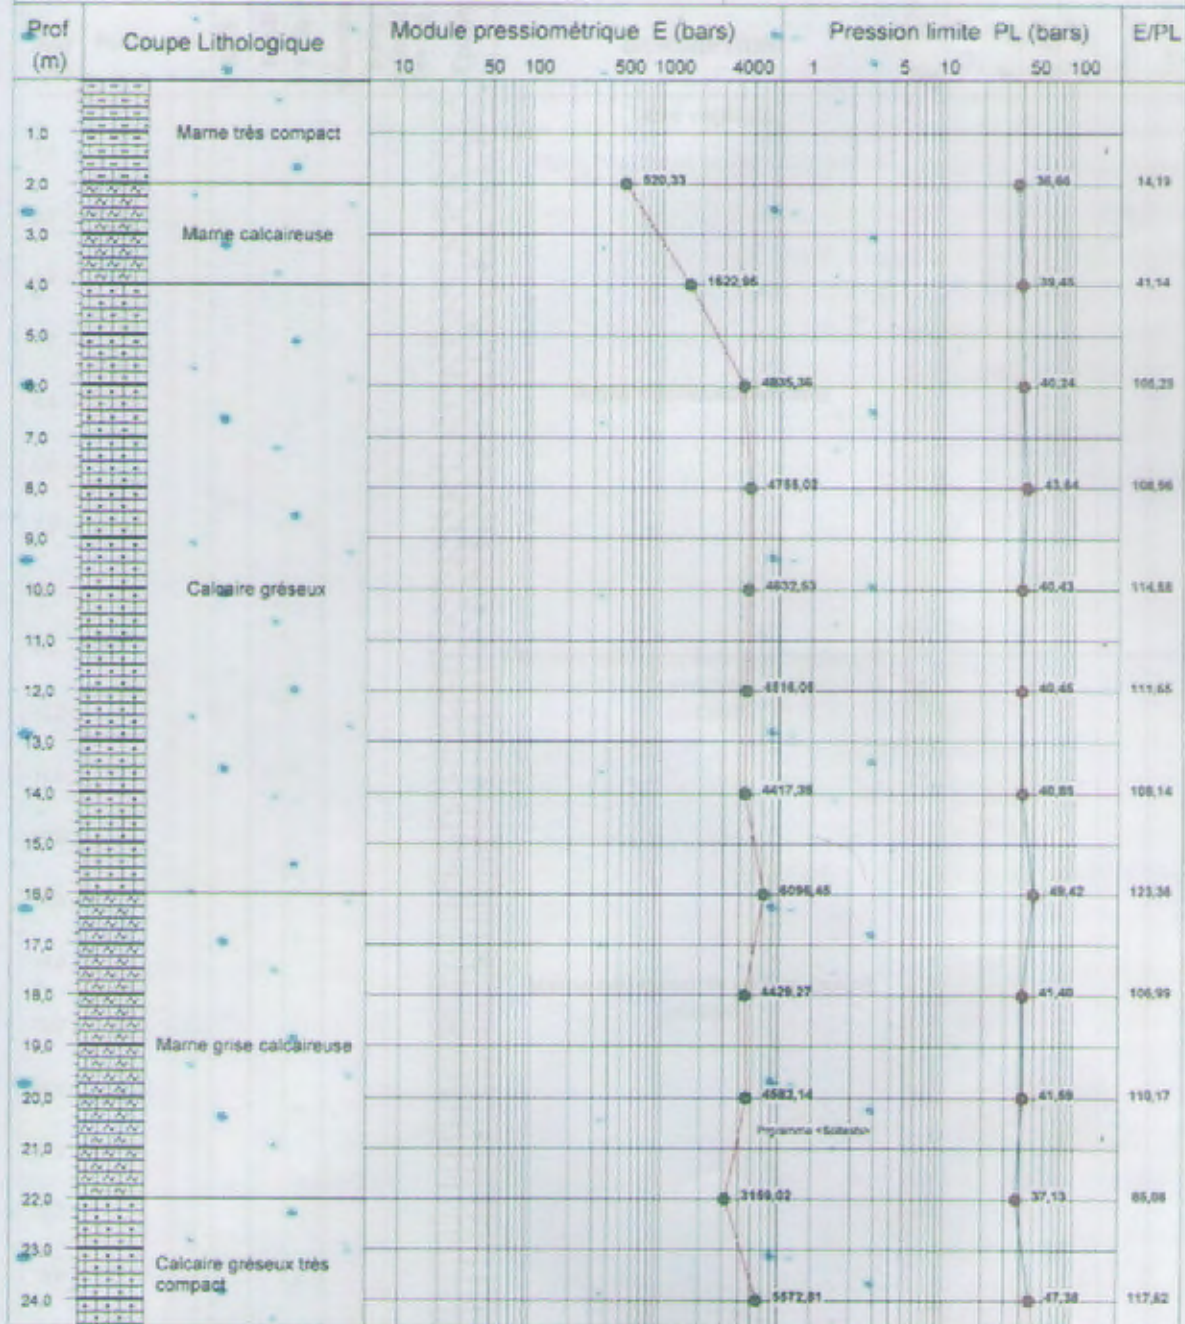 Prof
(m)
Coupe Lithologique
Module pressiométrique E (bars)
10 50 100 500 1000 4000
Pression limite PL (bars)
1 5 10 50 100
E/PL
1,0 Marne très compact
2,0 520,33 36,66 14,19
3,0 Marne calcaireuse
4,0 1622,95 39,45 41,14
5,0
6,0 40,24
7,0
8,0 4755,02 43,64 108,96
9,0
10,0 Calcaire gréseux 4632,53 40,43 114,58
11,0
12,0 4516,06 40,45 111,65
13,0
14,0 4417,36 40,85 108,14
15,0
16,0 6096,45 49,42 123,36
17,0
18,0 4429,27 41,40 106,99
19,0 Marne grise calcaireuse
20,0 110,17
Programme
21,0
22,0 3159,02 37,13 85,08
23,0 Calcaire gréseux très
compact
24,0 5572,81 47,38 117,62